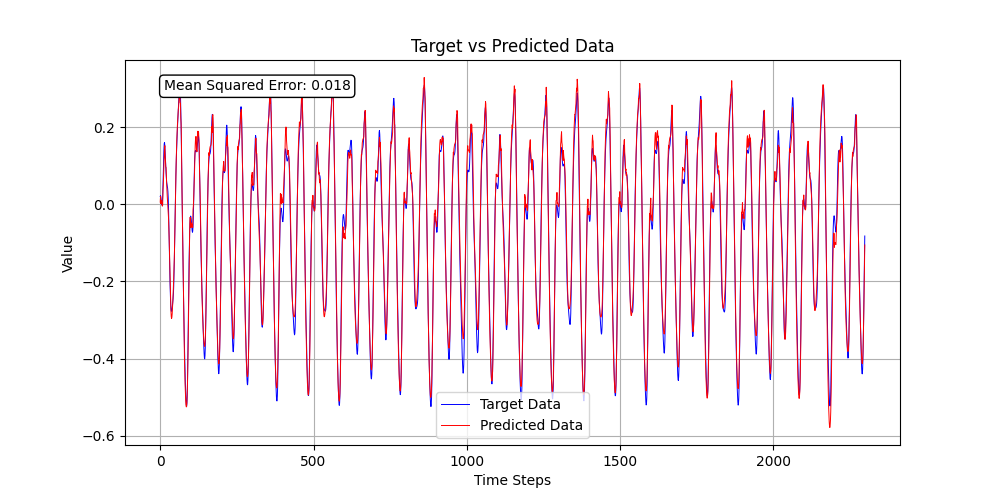 Target vs Predicted Data
Mean Squared Error: 0.018
Value
0.2
0.0
−0.2
−0.4
−0.6
Target Data
Predicted Data
0
500
1000
1500
2000
Time Steps